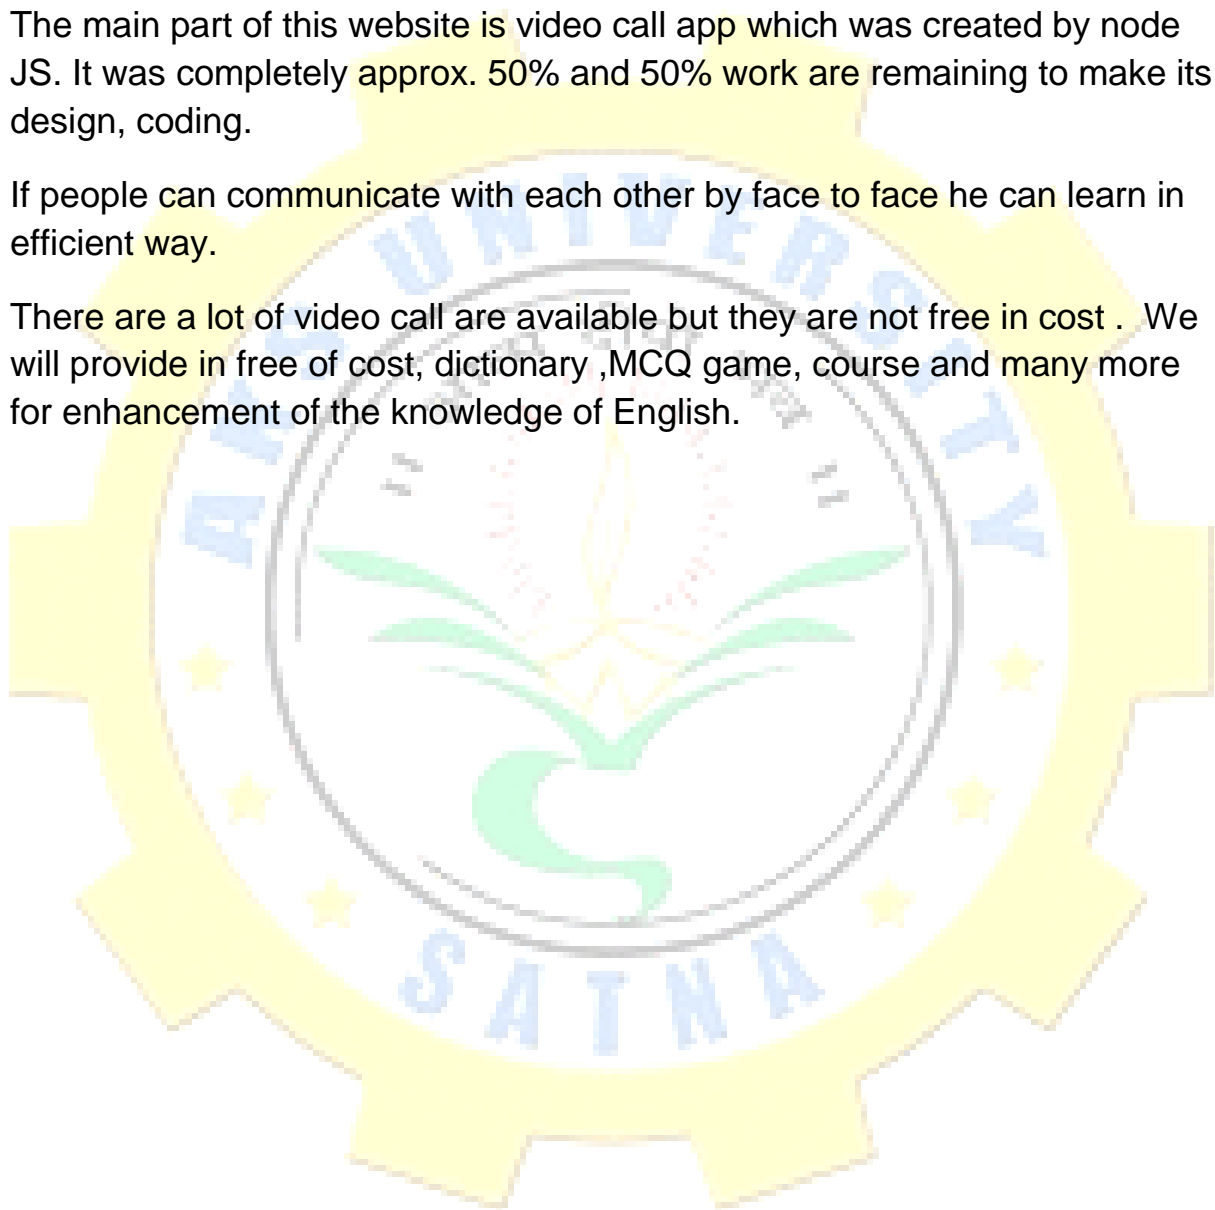 The main part of this website is video call app which was created by node
JS. It was completely approx. 50% and 50% work are remaining to make its
design, coding.
If people can communicate with each other by face to face he can learn in
efficient way.
There are a lot of video call are available but they are not free in cost .  We
will provide in free of cost, dictionary ,MCQ game, course and many more
for enhancement of the knowledge of English.
AKS UNIVERSITY
SATNA